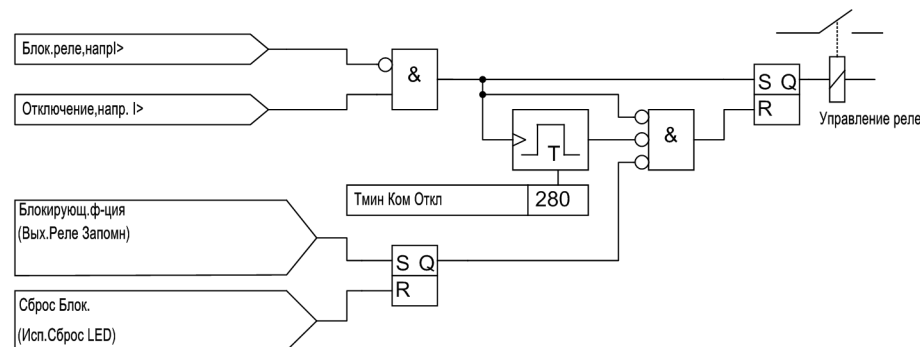 Блок.реле,напрI>
&
Отключение,напр. I>
S Q
R
Управление реле
&
T
Тмин Ком Откл 280
Блокирующ.ф-ция
(Вых.Реле Запомн)
S Q
R
Сброс Блок.
(Исп.Сброс LED)